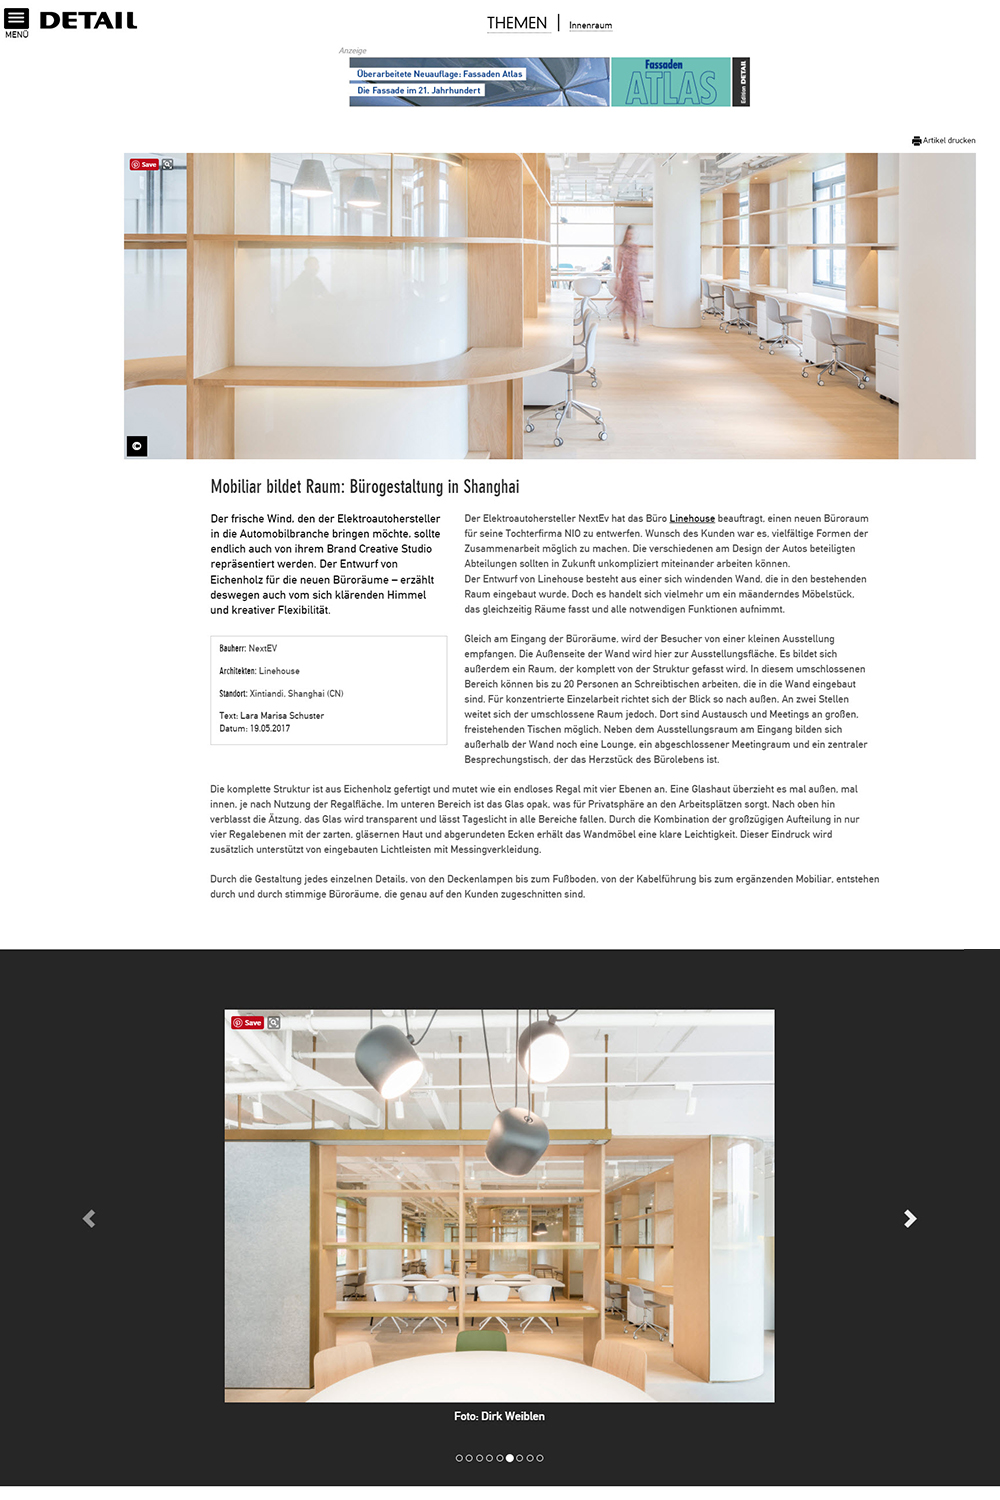 MENÜ
DETAIL
THEMEN | Innenraum
Anzeige
Überarbeitete Neuauflage: Fassaden Atlas
Die Fassade im 21. Jahrhundert
Fassaden
ATLAS
Edition DETAIL
Artikel drucken
Save
©
Mobiliar bildet Raum: Bürogestaltung in Shanghai
Der frische Wind, den der Elektroautohersteller
in die Automobilbranche bringen möchte, sollte
endlich auch von ihrem Brand Creative Studio
repräsentiert werden. Der Entwurf von
Eichenholz für die neuen Büroräume – erzählt
deswegen auch vom sich klärenden Himmel
und kreativer Flexibilität.
Bauherr: NextEV
Architekten: Linehouse
Standort: Xintiandi, Shanghai (CN)
Text: Lara Marisa Schuster
Datum: 19.05.2017
Der Elektroautohersteller NextEv hat das Büro Linehouse beauftragt, einen neuen Büroraum
für seine Tochterfirma NIO zu entwerfen. Wunsch des Kunden war es, vielfältige Formen der
Zusammenarbeit möglich zu machen. Die verschiedenen am Design der Autos beteiligten
Abteilungen sollten in Zukunft unkompliziert miteinander arbeiten können.
Der Entwurf von Linehouse besteht aus einer sich windenden Wand, die in den bestehenden
Raum eingebaut wurde. Doch es handelt sich vielmehr um ein mäanderndes Möbelstück,
das gleichzeitig Räume fasst und alle notwendigen Funktionen aufnimmt.
Gleich am Eingang der Büroräume, wird der Besucher von einer kleinen Ausstellung
empfangen. Die Außenseite der Wand wird hier zur Ausstellungsfläche. Es bildet sich
außerdem ein Raum, der komplett von der Struktur gefasst wird. In diesem umschlossenen
Bereich können bis zu 20 Personen an Schreibtischen arbeiten, die in die Wand eingebaut
sind. Für konzentrierte Einzelarbeit richtet sich der Blick so nach außen. An zwei Stellen
weitet sich der umschlossene Raum jedoch. Dort sind Austausch und Meetings an großen,
freistehenden Tischen möglich. Neben dem Ausstellungsraum am Eingang bilden sich
außerhalb der Wand noch eine Lounge, ein abgeschlossener Meetingraum und ein zentraler
Besprechungstisch, der das Herzstück des Bürolebens ist.
Die komplette Struktur ist aus Eichenholz gefertigt und mutet wie ein endloses Regal mit vier Ebenen an. Eine Glashaut überzieht es mal außen, mal
innen, je nach Nutzung der Regalfläche. Im unteren Bereich ist das Glas opak, was für Privatsphäre an den Arbeitsplätzen sorgt. Nach oben hin
verblasst die Ätzung, das Glas wird transparent und lässt Tageslicht in alle Bereiche fallen. Durch die Kombination der großzügigen Aufteilung in nur
vier Regalebenen mit der zarten, gläsernen Haut und abgerundeten Ecken erhält das Wandmöbel eine klare Leichtigkeit. Dieser Eindruck wird
zusätzlich unterstützt von eingebauten Lichtleisten mit Messingverkleidung.
Durch die Gestaltung jedes einzelnen Details, von den Deckenlampen bis zum Fußboden, von der Kabelführung bis zum ergänzenden Mobiliar, entstehen
durch und durch stimmige Büroräume, die genau auf den Kunden zugeschnitten sind.
Save
Foto: Dirk Weiblen